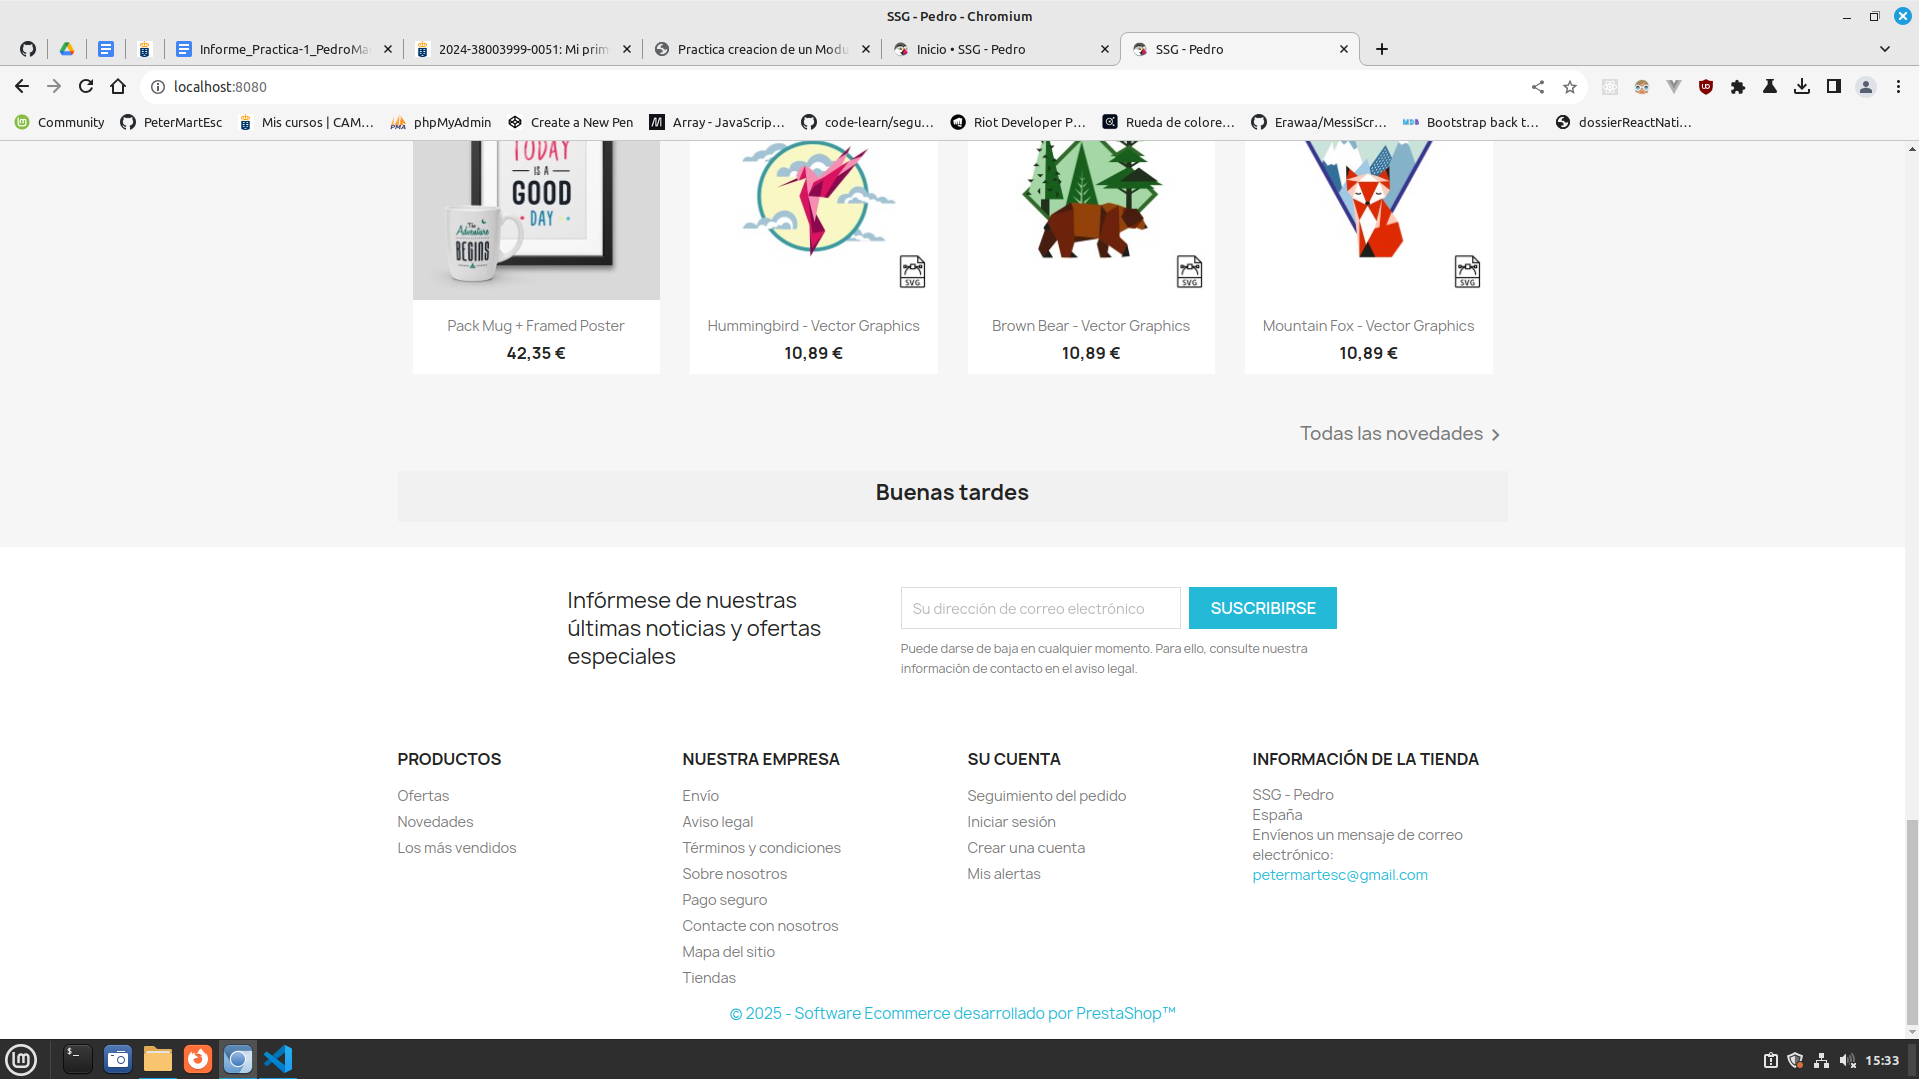 SSG - Pedro - Chromium
Informe_Practica-1_PedroMa
2024-38003999-0051: Mi prim
Practica creacion de un Modu
Inicio • SSG - Pedro
SSG - Pedro
localhost:8080
Community
PeterMartEsc
Mis cursos | CAM…
phpMyAdmin
Create a New Pen
Array - JavaScrip…
code-learn/segu…
Riot Developer P…
Rueda de colore…
Erawaa/MessiScr…
Bootstrap back t…
dossierReactNati…
TODAY
IS A
GOOD
DAY
The
Adventure
BEGINS
SVG
SVG
SVG
Pack Mug + Framed Poster
42,35 €
Hummingbird - Vector Graphics
10,89 €
Brown Bear - Vector Graphics
10,89 €
Mountain Fox - Vector Graphics
10,89 €
Todas las novedades
Buenas tardes
Infórmese de nuestras
últimas noticias y ofertas
especiales
Su dirección de correo electrónico
SUSCRIBIRSE
Puede darse de baja en cualquier momento. Para ello, consulte nuestra
información de contacto en el aviso legal.
PRODUCTOS
Ofertas
Novedades
Los más vendidos
NUESTRA EMPRESA
Envío
Aviso legal
Términos y condiciones
Sobre nosotros
Pago seguro
Contacte con nosotros
Mapa del sitio
Tiendas
SU CUENTA
Seguimiento del pedido
Iniciar sesión
Crear una cuenta
Mis alertas
INFORMACIÓN DE LA TIENDA
SSG - Pedro
España
Envíenos un mensaje de correo
electrónico:
petermartesc@gmail.com
© 2025 - Software Ecommerce desarrollado por PrestaShop™
15:33